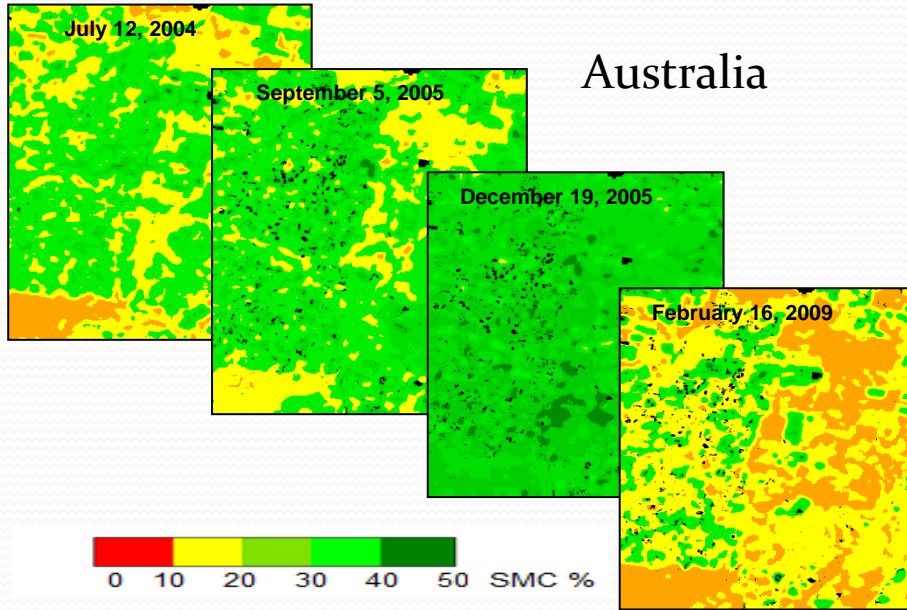 July 12, 2004
Australia
September 5, 2005
December 19, 2005
February 16, 2009
0 10 20 30 40 50 SMC %